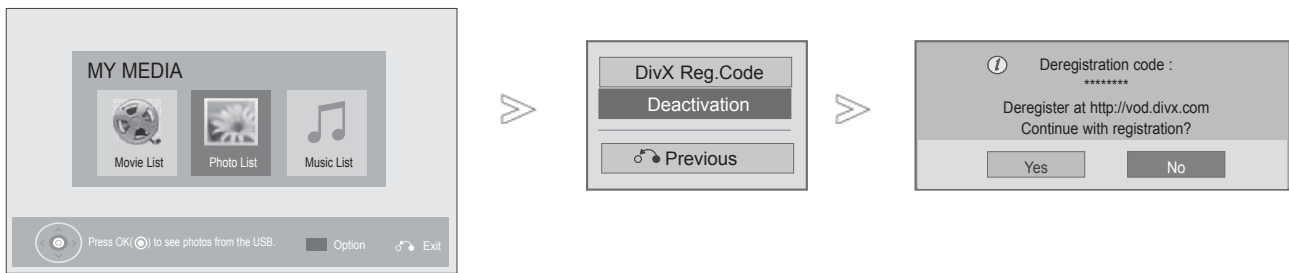 MY MEDIA
Movie List
Photo List
Music List
Press OK(◉) to see photos from the USB.
Option
Exit
DivX Reg.Code
Deactivation
Previous
Deregistration code :
********
Deregister at http://vod.divx.com
Continue with registration?
Yes
No